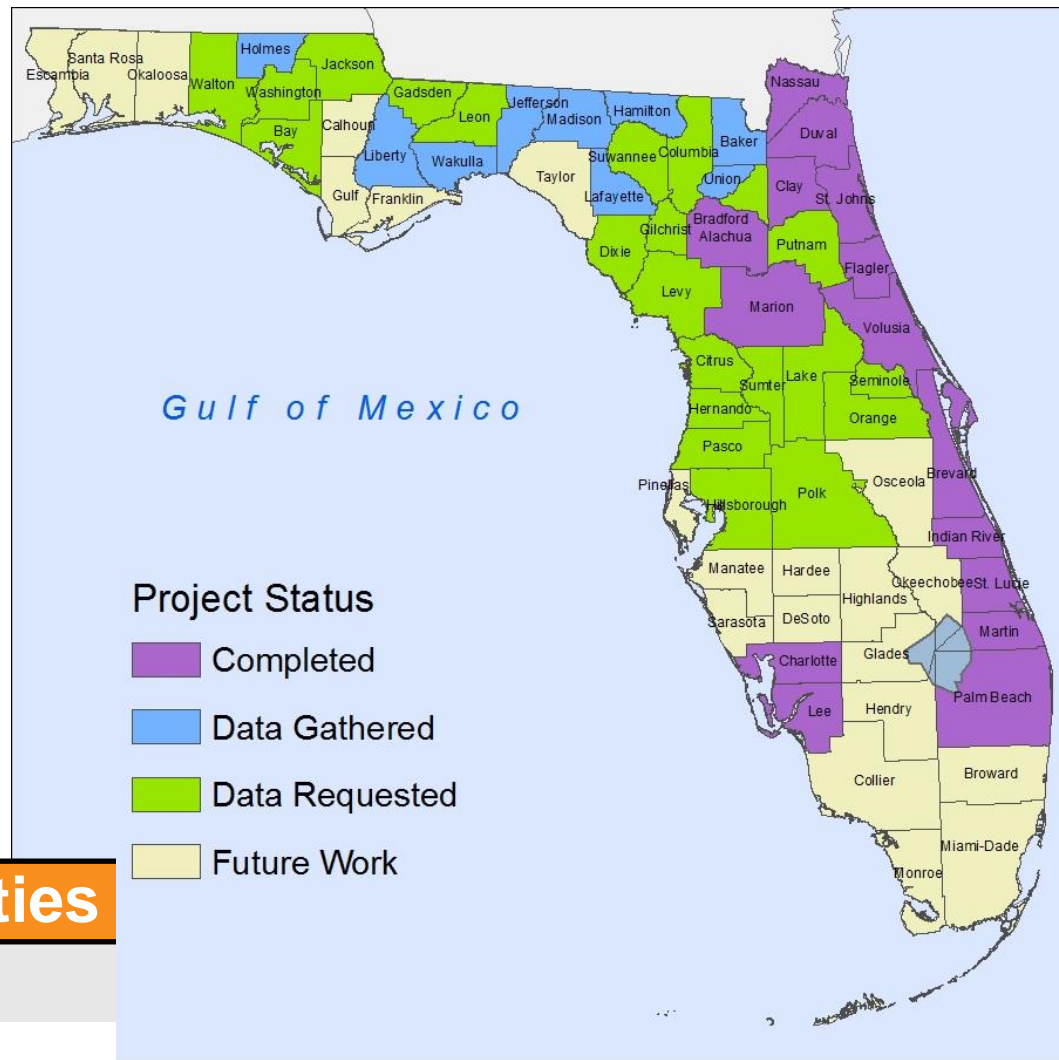 Nassau
Holmes
Santa Rosa
Jackson
Escambia
Okaloosa
Walton
Washington
Gadsden
Jefferson
Hamilton
Madison
Leon
Calhoun
Bay
Duval
Baker
Columbia
Suwannee
Liberty
Wakulla
Taylor
Union
Clay
Lafayette
St. Johns
Gulf
Franklin
Bradford
Gilchrist
Alachua
Putnam
Dixie
Flagler
Levy
Marion
Volusia
Citrus
Sumter
Lake
Seminole
Gulf of Mexico
Hernando
Orange
Pasco
Brevard
Pinellas
Osceola
Polk
Hillsborough
Indian River
Manatee
Hardee
Okeechobee
St. Lucie
Highlands
Project Status
Sarasota
DeSoto
Martin
Completed
Charlotte
Glades
Palm Beach
Lee
Hendry
Data Gathered
Collier
Broward
Data Requested
Miami-Dade
Future Work
Monroe
ties